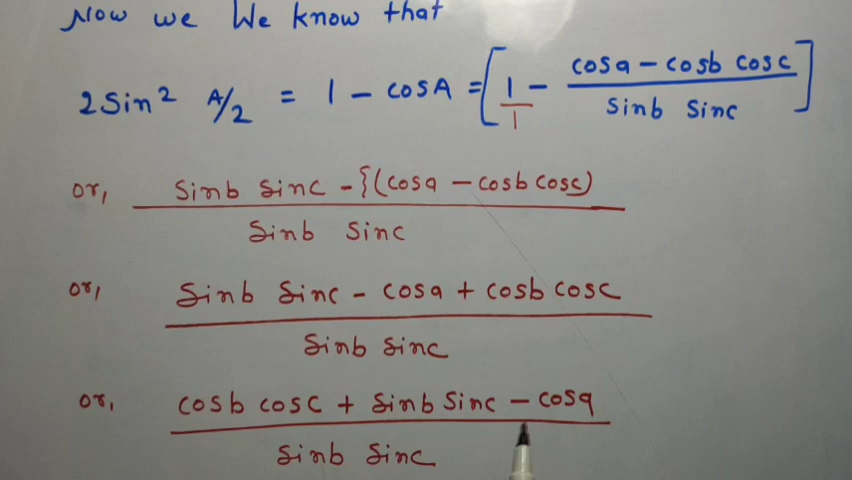 Now we We know that
2 Sin² A/2 = 1 - cosA = [1/1 - (cosa - cosb cosc)/(Sinb Sinc)]
or, Sinb Sinc - {(cosa - cosb cosc)
Sinb Sinc
or, Sinb Sinc - cosa + cosb cosc
Sinb Sinc
or, cosb cosc + Sinb Sinc - cosa
Sinb Sinc